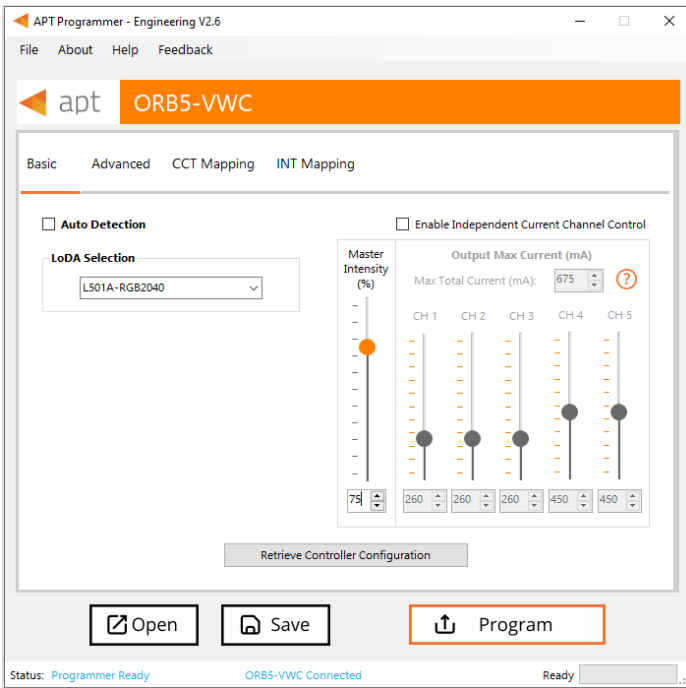 APT Programmer - Engineering V2.6
File About Help Feedback
apt ORB5-VWC
Basic Advanced CCT Mapping INT Mapping
Auto Detection
Enable Independent Current Channel Control
LoDA Selection
L501A-RGB2040
Master
Intensity
(%)
75
Output Max Current (mA)
Max Total Current (mA): 675 ?
CH 1 CH 2 CH 3 CH 4 CH 5
260 260 260 450 450
Retrieve Controller Configuration
Open Save Program
Status: Programmer Ready ORB5-VWC Connected Ready